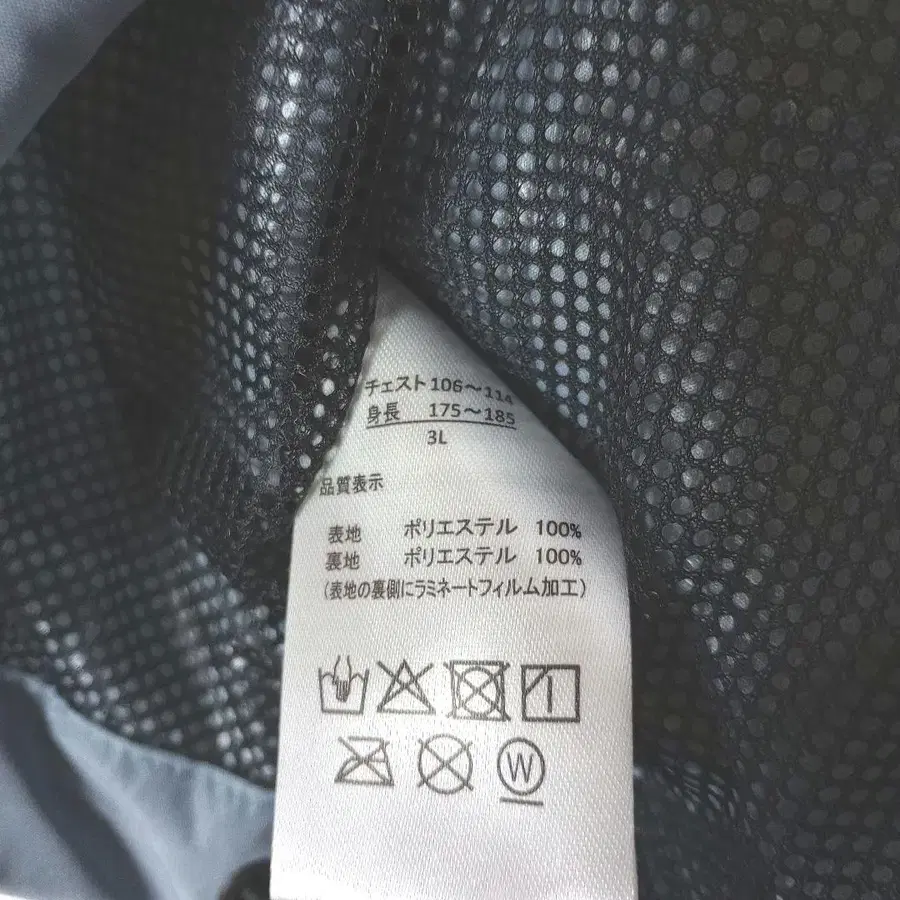 チェスト 106～114
身長 175～185
3L
品質表示
表地 ポリエステル 100%
裏地 ポリエステル 100%
(表地の裏側にラミネートフィルム加工)
W